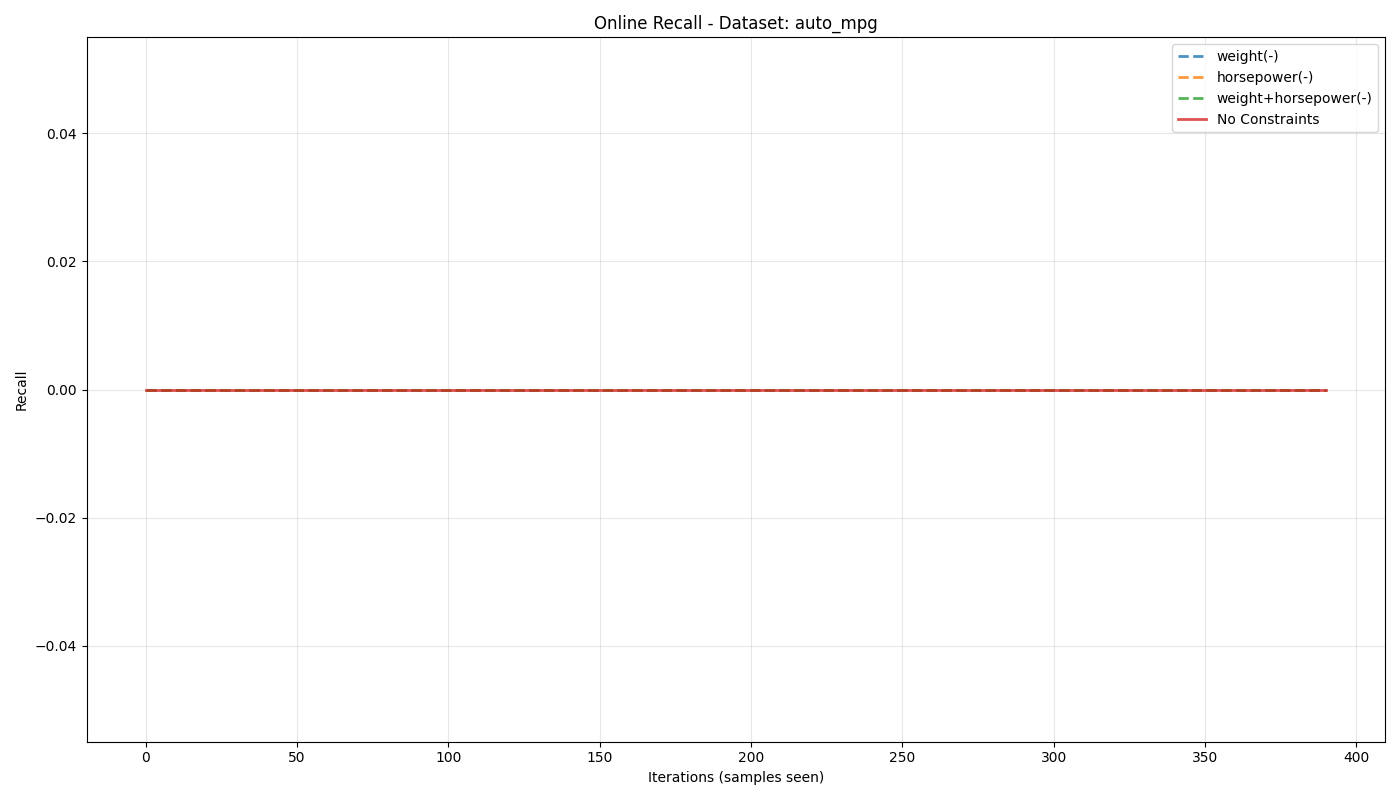 Online Recall - Dataset: auto_mpg
weight(-)
horsepower(-)
weight+horsepower(-)
No Constraints
Recall
0.04
0.02
0.00
−0.02
−0.04
0 50 100 150 200 250 300 350 400
Iterations (samples seen)